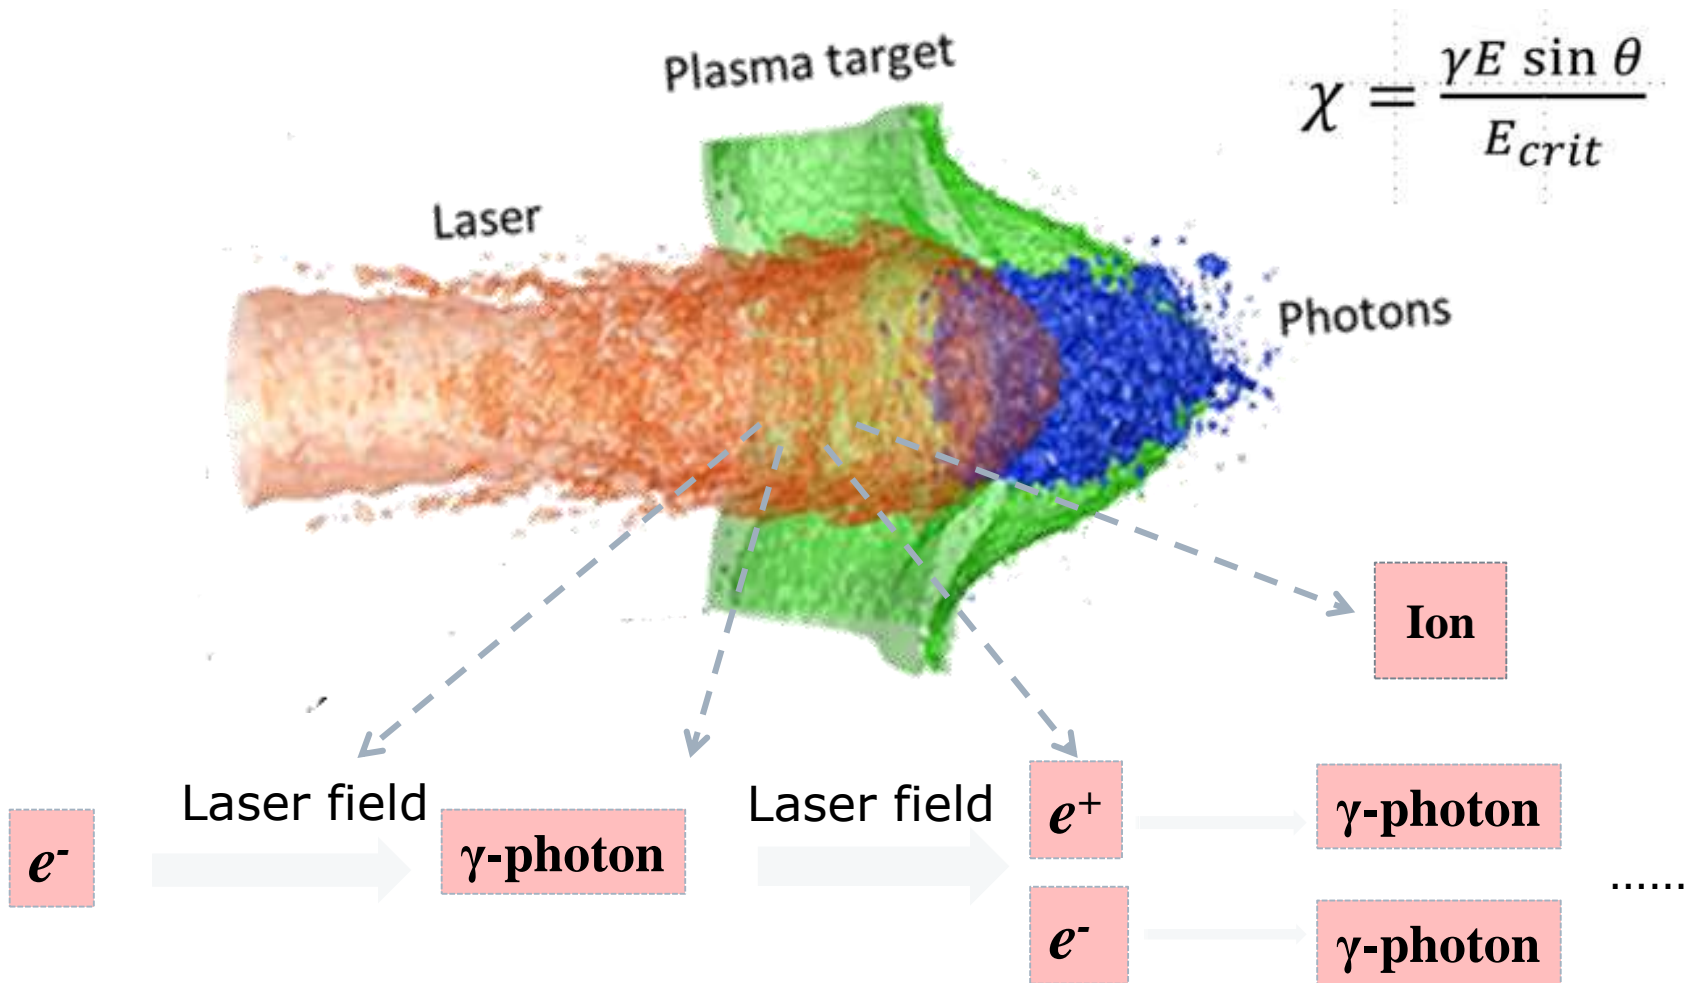 Plasma target
χ = γE sin θ / E_crit
Laser
Photons
Ion
Laser field
Laser field
e⁻
γ-photon
e⁺
γ-photon
e⁻
γ-photon
......